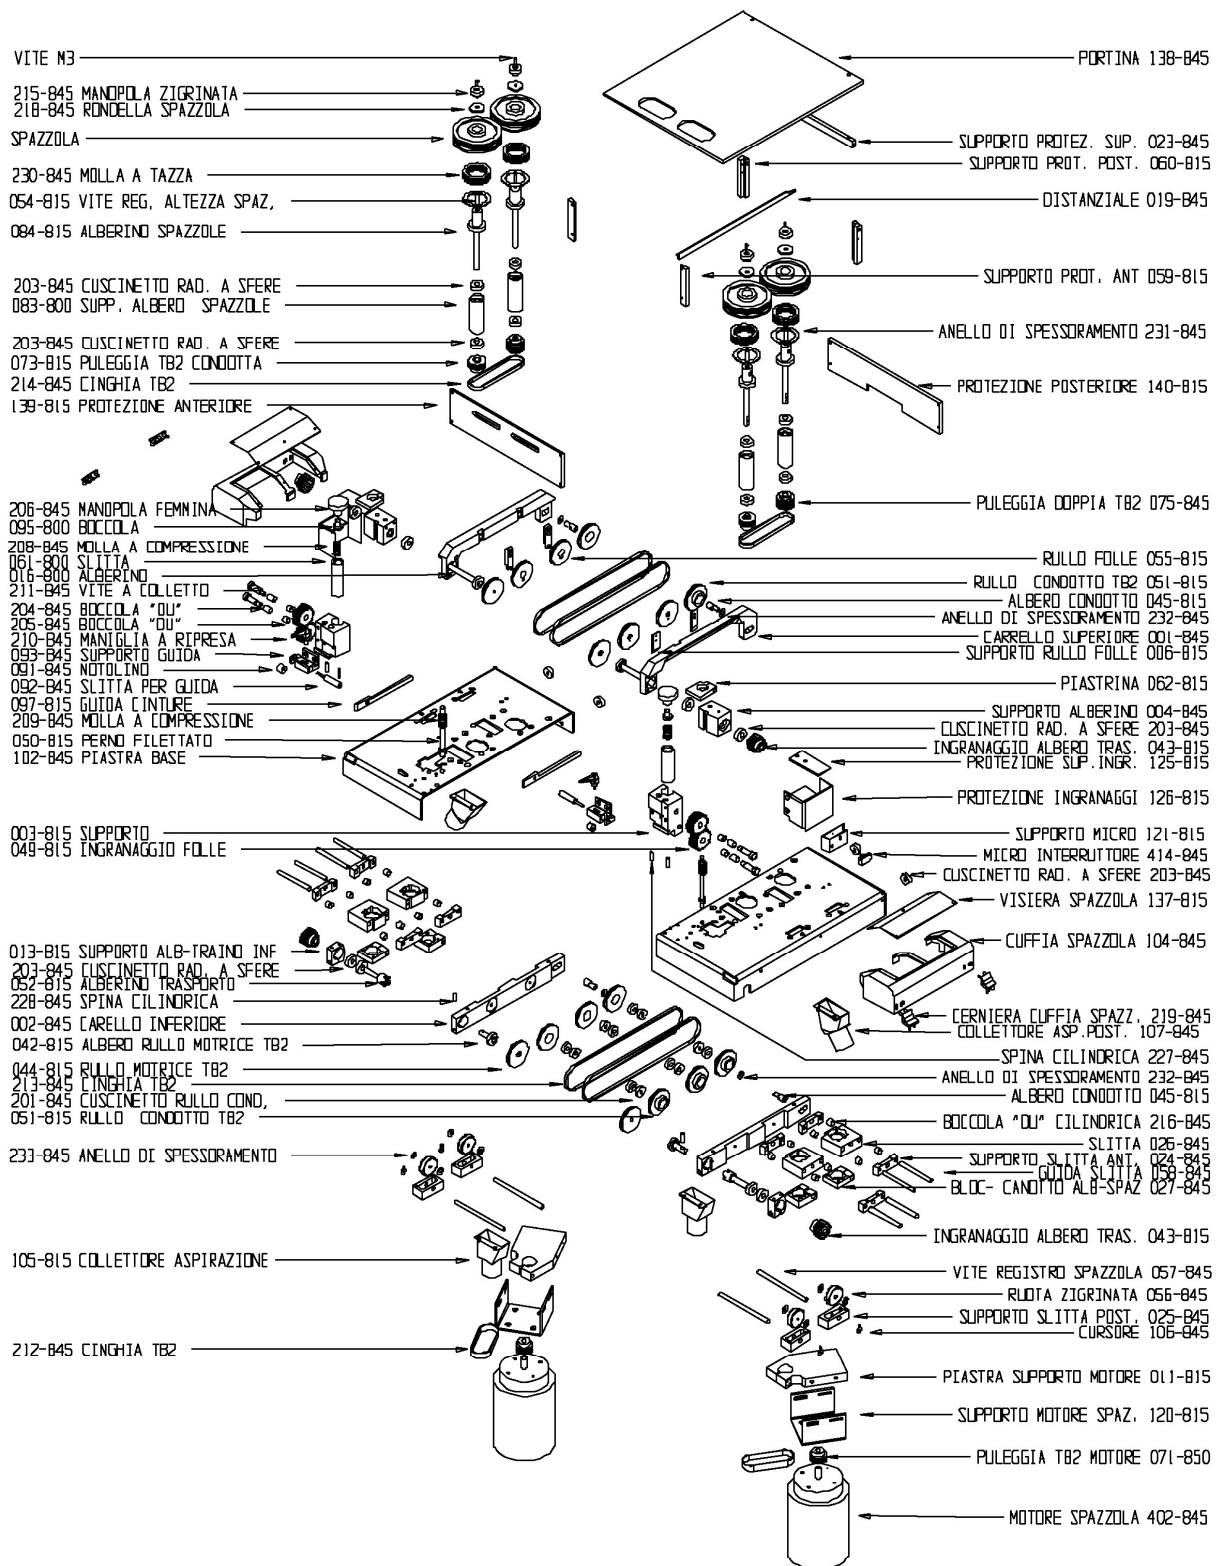 VITE M3
215-845 MANOPOLA ZIGRINATA
218-845 RONDELLA SPAZZOLA
SPAZZOLA
230-845 MOLLA A TAZZA
054-815 VITE REG. ALTEZZA SPAZ.
084-815 ALBERINO SPAZZOLE
203-845 CUSCINETTO RAD. A SFERE
083-800 SUPP. ALBERO SPAZZOLE
203-845 CUSCINETTO RAD. A SFERE
073-815 PULEGGIA TB2 CONDOTTA
214-845 CINGHIA TB2
139-815 PROTEZIONE ANTERIORE
206-845 MANOPOLA FEMMINA
095-800 BOCCOLA
208-845 MOLLA A COMPRESSIONE
061-800 SLITTA
016-800 ALBERINO
211-845 VITE A COLLETTO
204-845 BOCCOLA "DU"
205-845 BOCCOLA "DU"
210-845 MANIGLIA A RIPRESA
093-845 SUPPORTO GUIDA
091-845 NOTOLINO
092-845 SLITTA PER GUIDA
097-815 GUIDA CINTURE
209-845 MOLLA A COMPRESSIONE
050-815 PERNO FILETTATO
102-845 PIASTRA BASE
003-815 SUPPORTO
049-815 INGRANAGGIO FOLLE
013-815 SUPPORTO ALB-TRAINO INF
203-845 CUSCINETTO RAD. A SFERE
052-815 ALBERINO TRASPORTO
228-845 SPINA CILINDRICA
002-845 CARELLO INFERIORE
042-815 ALBERO RULLO MOTRICE TB2
044-815 RULLO MOTRICE TB2
213-845 CINGHIA TB2
201-845 CUSCINETTO RULLO COND,
051-815 RULLO CONDOTTO TB2
233-845 ANELLO DI SPESSORAMENTO
105-815 COLLETTORE ASPIRAZIONE
212-845 CINGHIA TB2
PORTINA 138-845
SUPPORTO PROTEZ. SUP. 023-845
SUPPORTO PROT. POST. 060-815
DISTANZIALE 019-845
SUPPORTO PROT. ANT 059-815
ANELLO DI SPESSORAMENTO 231-845
PROTEZIONE POSTERIORE 140-815
PULEGGIA DOPPIA TB2 075-845
RULLO FOLLE 055-815
RULLO CONDOTTO TB2 051-815
ALBERO CONDOTTO 045-815
ANELLO DI SPESSORAMENTO 232-845
CARRELLO SUPERIORE 001-845
SUPPORTO RULLO FOLLE 006-815
PIASTRINA 062-815
SUPPORTO ALBERINO 004-845
CUSCINETTO RAD. A SFERE 203-845
INGRANAGGIO ALBERO TRAS. 043-815
PROTEZIONE SUP.INGR. 125-815
PROTEZIONE INGRANAGGI 126-815
SUPPORTO MICRO 121-815
MICRO INTERRUTTORE 414-845
CUSCINETTO RAD. A SFERE 203-845
VISIERA SPAZZOLA 137-815
CUFFIA SPAZZOLA 104-845
CERNIERA CUFFIA SPAZZ. 219-845
COLLETTORE ASP.POST. 107-845
SPINA CILINDRICA 227-845
ANELLO DI SPESSORAMENTO 232-845
ALBERO CONDOTTO 045-815
BOCCOLA "DU" CILINDRICA 216-845
SLITTA 026-845
SUPPORTO SLITTA ANT. 024-845
GUIDA SLITTA 058-845
BLOC- CANOTTO ALB-SPAZ 027-845
INGRANAGGIO ALBERO TRAS. 043-815
VITE REGISTRO SPAZZOLA 057-845
RUOTA ZIGRINATA 056-845
SUPPORTO SLITTA POST. 025-845
CURSORE 106-845
PIASTRA SUPPORTO MOTORE 011-815
SUPPORTO MOTORE SPAZ. 120-815
PULEGGIA TB2 MOTORE 071-850
MOTORE SPAZZOLA 402-845